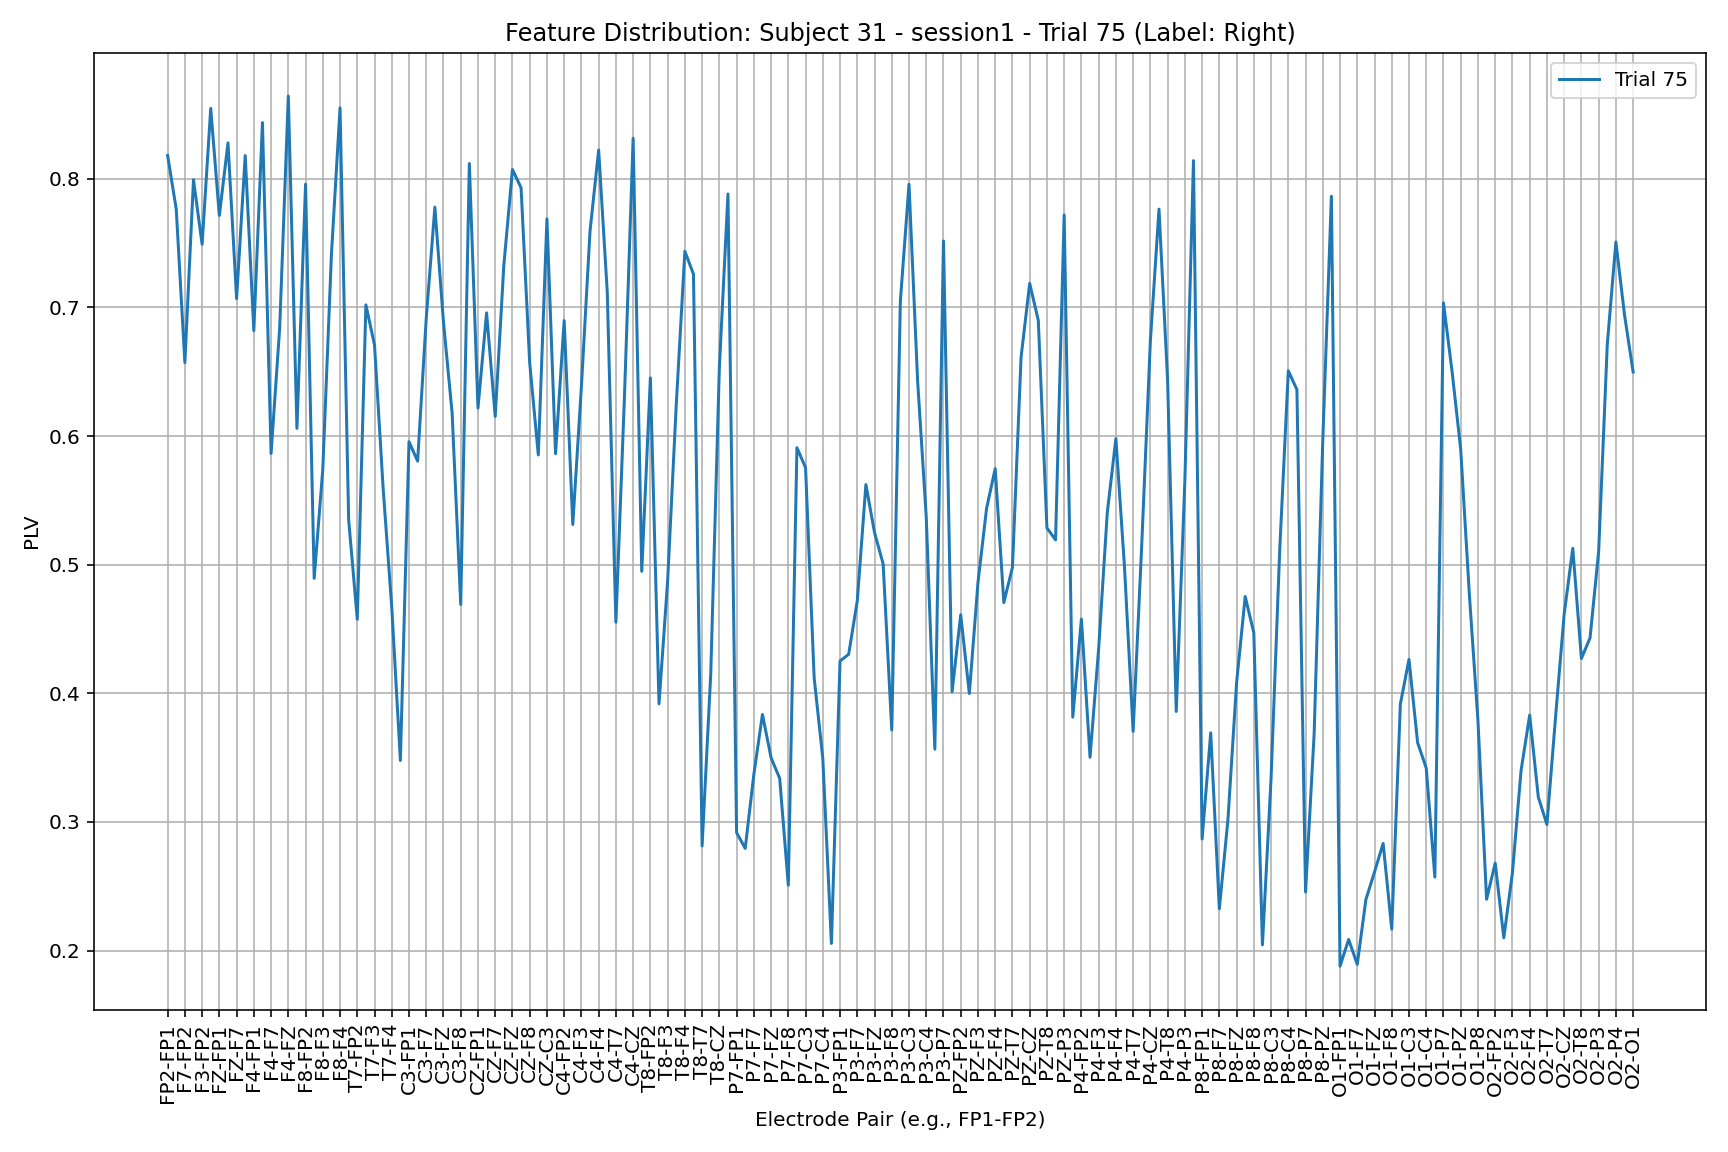 Feature Distribution: Subject 31 - session1 - Trial 75 (Label: Right)
Trial 75
PLV
0.8
0.7
0.6
0.5
0.4
0.3
0.2
FP2-FP1
F7-FP2
F3-FP2
FZ-FP1
FZ-F7
F4-FP1
F4-F7
F4-FZ
F8-FP2
F8-F3
F8-F4
T7-FP2
T7-F3
T7-F4
C3-FP1
C3-F7
C3-FZ
C3-F8
CZ-FP1
CZ-F7
CZ-FZ
CZ-F8
CZ-C3
C4-FP2
C4-F3
C4-F4
C4-T7
C4-CZ
T8-FP2
T8-F3
T8-F4
T8-T7
T8-CZ
P7-FP1
P7-F7
P7-FZ
P7-F8
P7-C3
P7-C4
P3-FP1
P3-F7
P3-FZ
P3-F8
P3-C3
P3-C4
P3-P7
PZ-FP2
PZ-F3
PZ-F4
PZ-T7
PZ-CZ
PZ-T8
PZ-P3
P4-FP2
P4-F3
P4-F4
P4-T7
P4-CZ
P4-T8
P4-P3
P8-FP1
P8-F7
P8-FZ
P8-F8
P8-C3
P8-C4
P8-P7
P8-PZ
O1-FP1
O1-F7
O1-FZ
O1-F8
O1-C3
O1-C4
O1-P7
O1-PZ
O1-P8
O2-FP2
O2-F3
O2-F4
O2-T7
O2-CZ
O2-T8
O2-P3
O2-P4
O2-O1
Electrode Pair (e.g., FP1-FP2)